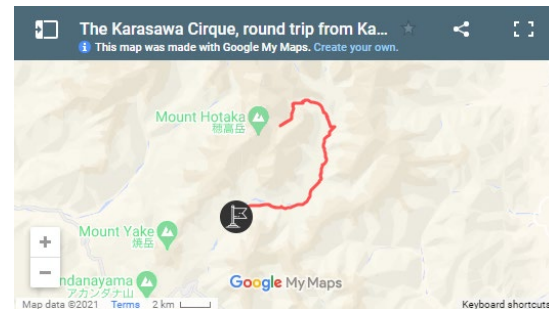 The Karasawa Cirque, round trip from Ka...
This map was made with Google My Maps. Create your own.
Mount Hotaka
穂高岳
Mount Yake
焼岳
ndanayama
アカンダナ山
Google My Maps
Map data ©2021 Terms 2 km Keyboard shortcuts